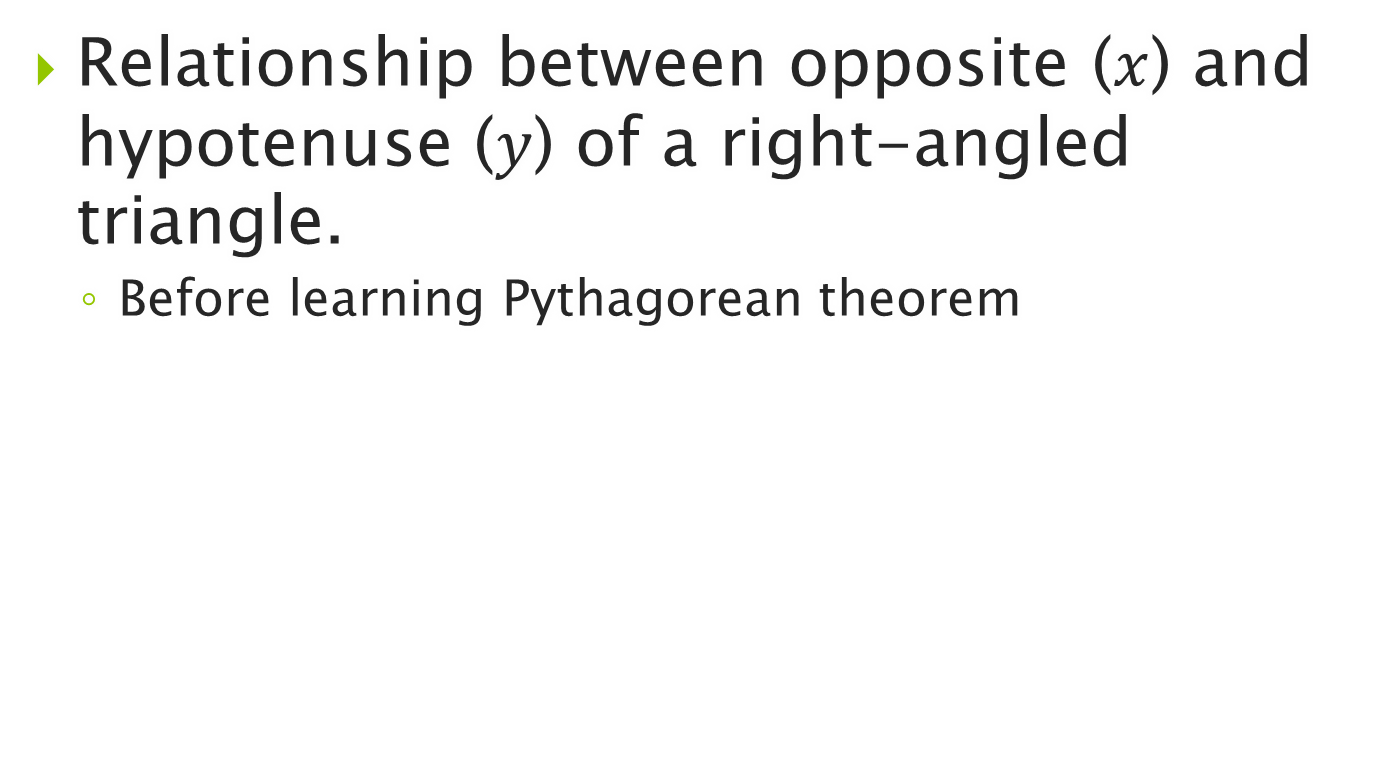 Relationship between opposite (x) and
hypotenuse (y) of a right-angled
triangle.
Before learning Pythagorean theorem